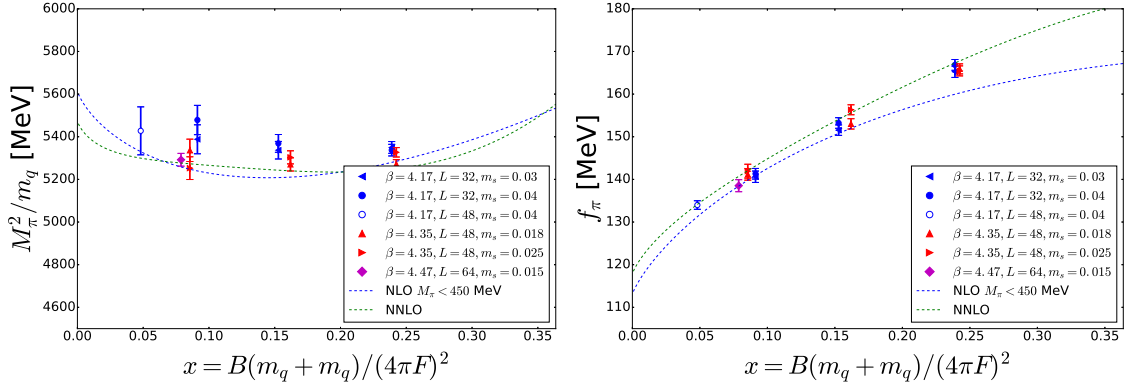 6000
5800
5600
5400
5200
5000
4800
4600
M_π^2/m_q [MeV]
0.00 0.05 0.10 0.15 0.20 0.25 0.30 0.35
x = B(m_q + m_q)/(4πF)^2
β = 4.17, L = 32, m_s = 0.03
β = 4.17, L = 32, m_s = 0.04
β = 4.17, L = 48, m_s = 0.04
β = 4.35, L = 48, m_s = 0.018
β = 4.35, L = 48, m_s = 0.025
β = 4.47, L = 64, m_s = 0.015
NLO M_π < 450 MeV
NNLO
180
170
160
150
140
130
120
110
f_π [MeV]
0.00 0.05 0.10 0.15 0.20 0.25 0.30 0.35
x = B(m_q + m_q)/(4πF)^2
β = 4.17, L = 32, m_s = 0.03
β = 4.17, L = 32, m_s = 0.04
β = 4.17, L = 48, m_s = 0.04
β = 4.35, L = 48, m_s = 0.018
β = 4.35, L = 48, m_s = 0.025
β = 4.47, L = 64, m_s = 0.015
NLO M_π < 450 MeV
NNLO